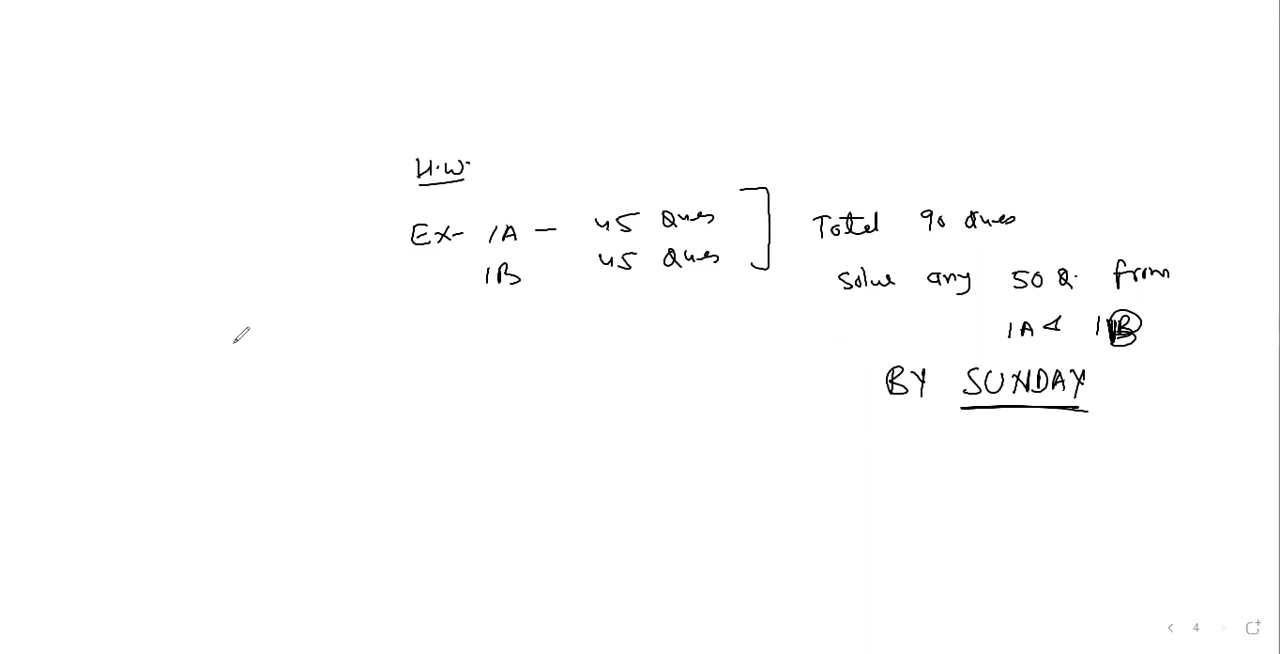 H.W.
Ex- 1A - 45 Ques
1B 45 Ques
Total 90 Ques
Solve any 50 Q. from
1A & 1B
BY SUNDAY
4